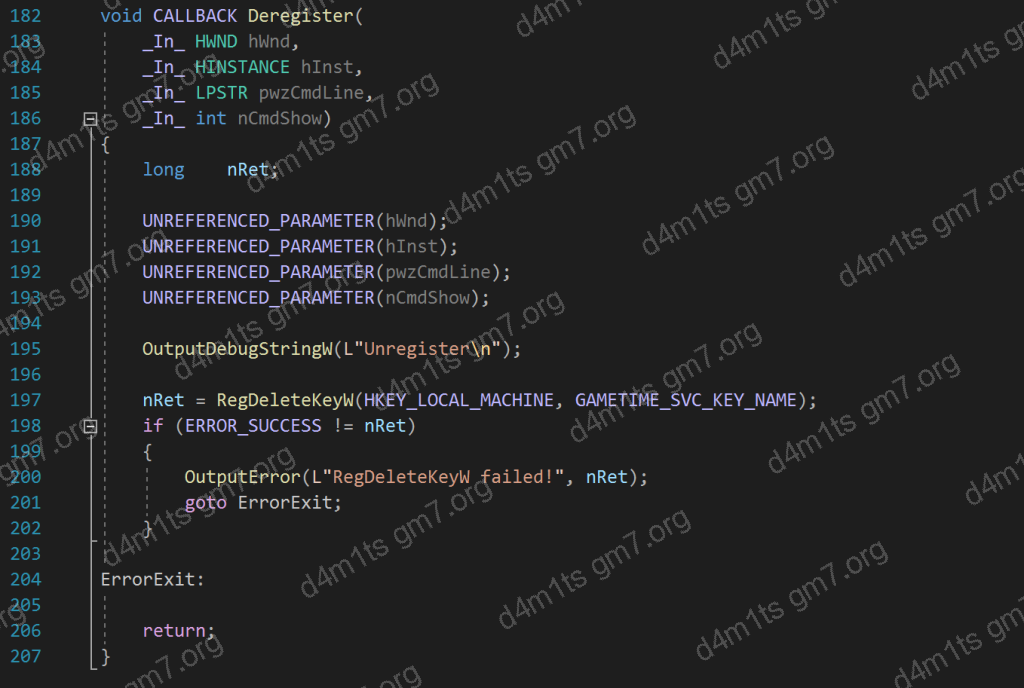 182 void CALLBACK Deregister(
183     _In_ HWND hWnd,
184     _In_ HINSTANCE hInst,
185     _In_ LPSTR pwzCmdLine,
186     _In_ int nCmdShow)
187 {
188     long    nRet;
189
190     UNREFERENCED_PARAMETER(hWnd);
191     UNREFERENCED_PARAMETER(hInst);
192     UNREFERENCED_PARAMETER(pwzCmdLine);
193     UNREFERENCED_PARAMETER(nCmdShow);
194
195     OutputDebugStringW(L"Unregister\n");
196
197     nRet = RegDeleteKeyW(HKEY_LOCAL_MACHINE, GAMETIME_SVC_KEY_NAME);
198     if (ERROR_SUCCESS != nRet)
199     {
200         OutputError(L"RegDeleteKeyW failed!", nRet);
201         goto ErrorExit;
202     }
203
204 ErrorExit:
205
206     return;
207 }
d4m1ts gm7.org